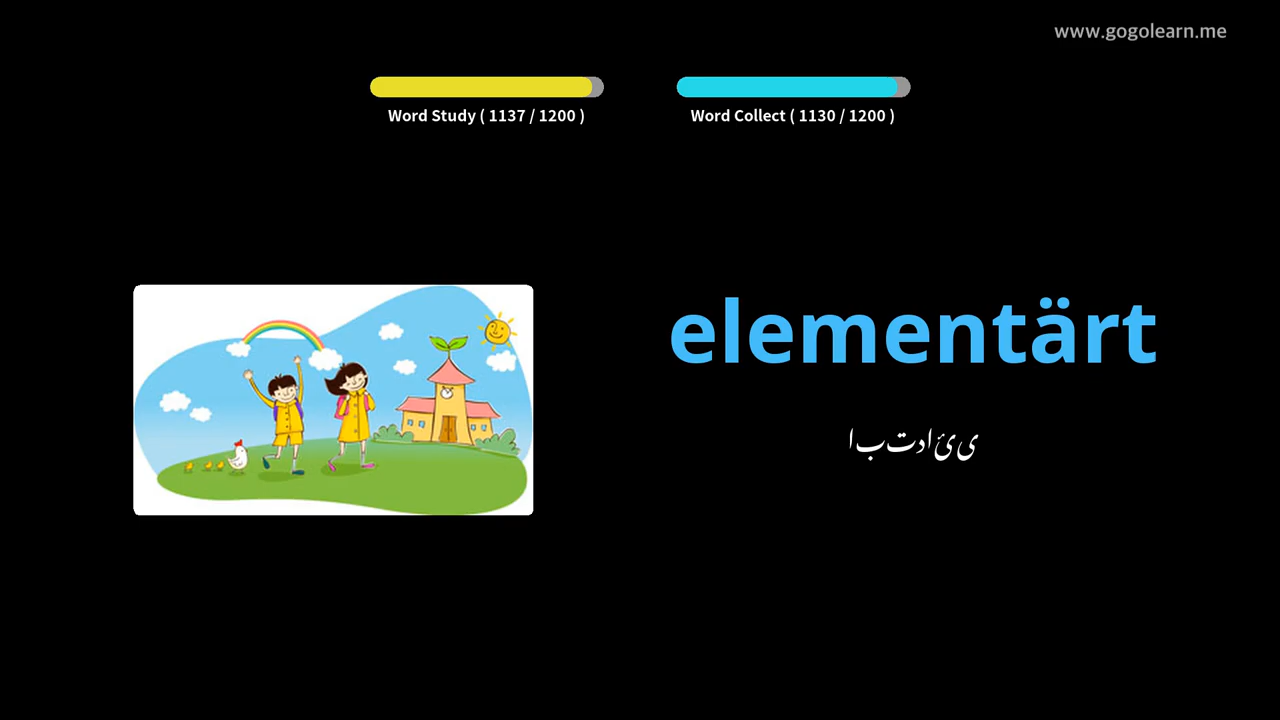 www.gogolearn.me
Word Study ( 1137 / 1200 )
Word Collect ( 1130 / 1200 )
elementärt
ابتدائی